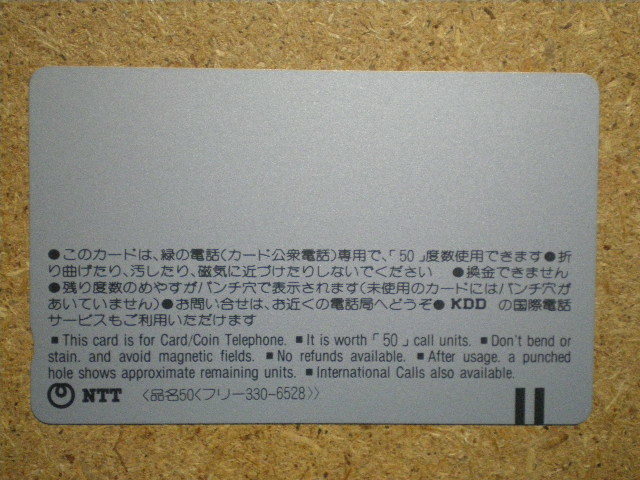 ●このカードは、緑の電話(カード公衆電話)専用で、「50」度数使用できます●折
り曲げたり、汚したり、磁気に近づけたりしないでください ●換金できません
●残り度数のめやすがパンチ穴で表示されます(未使用のカードにはパンチ穴が
あいていません)●お問い合せは、お近くの電話局へどうぞ● KDD の国際電話
サービスもご利用いただけます
■ This card is for Card/Coin Telephone. ■ It is worth「50」call units. ■ Don't bend or
stain. and avoid magnetic fields. ■ No refunds available. ■ After usage. a punched
hole shows approximate remaining units. ■ International Calls also available.
NTT 〈品名50〈フリー330-6528〉〉